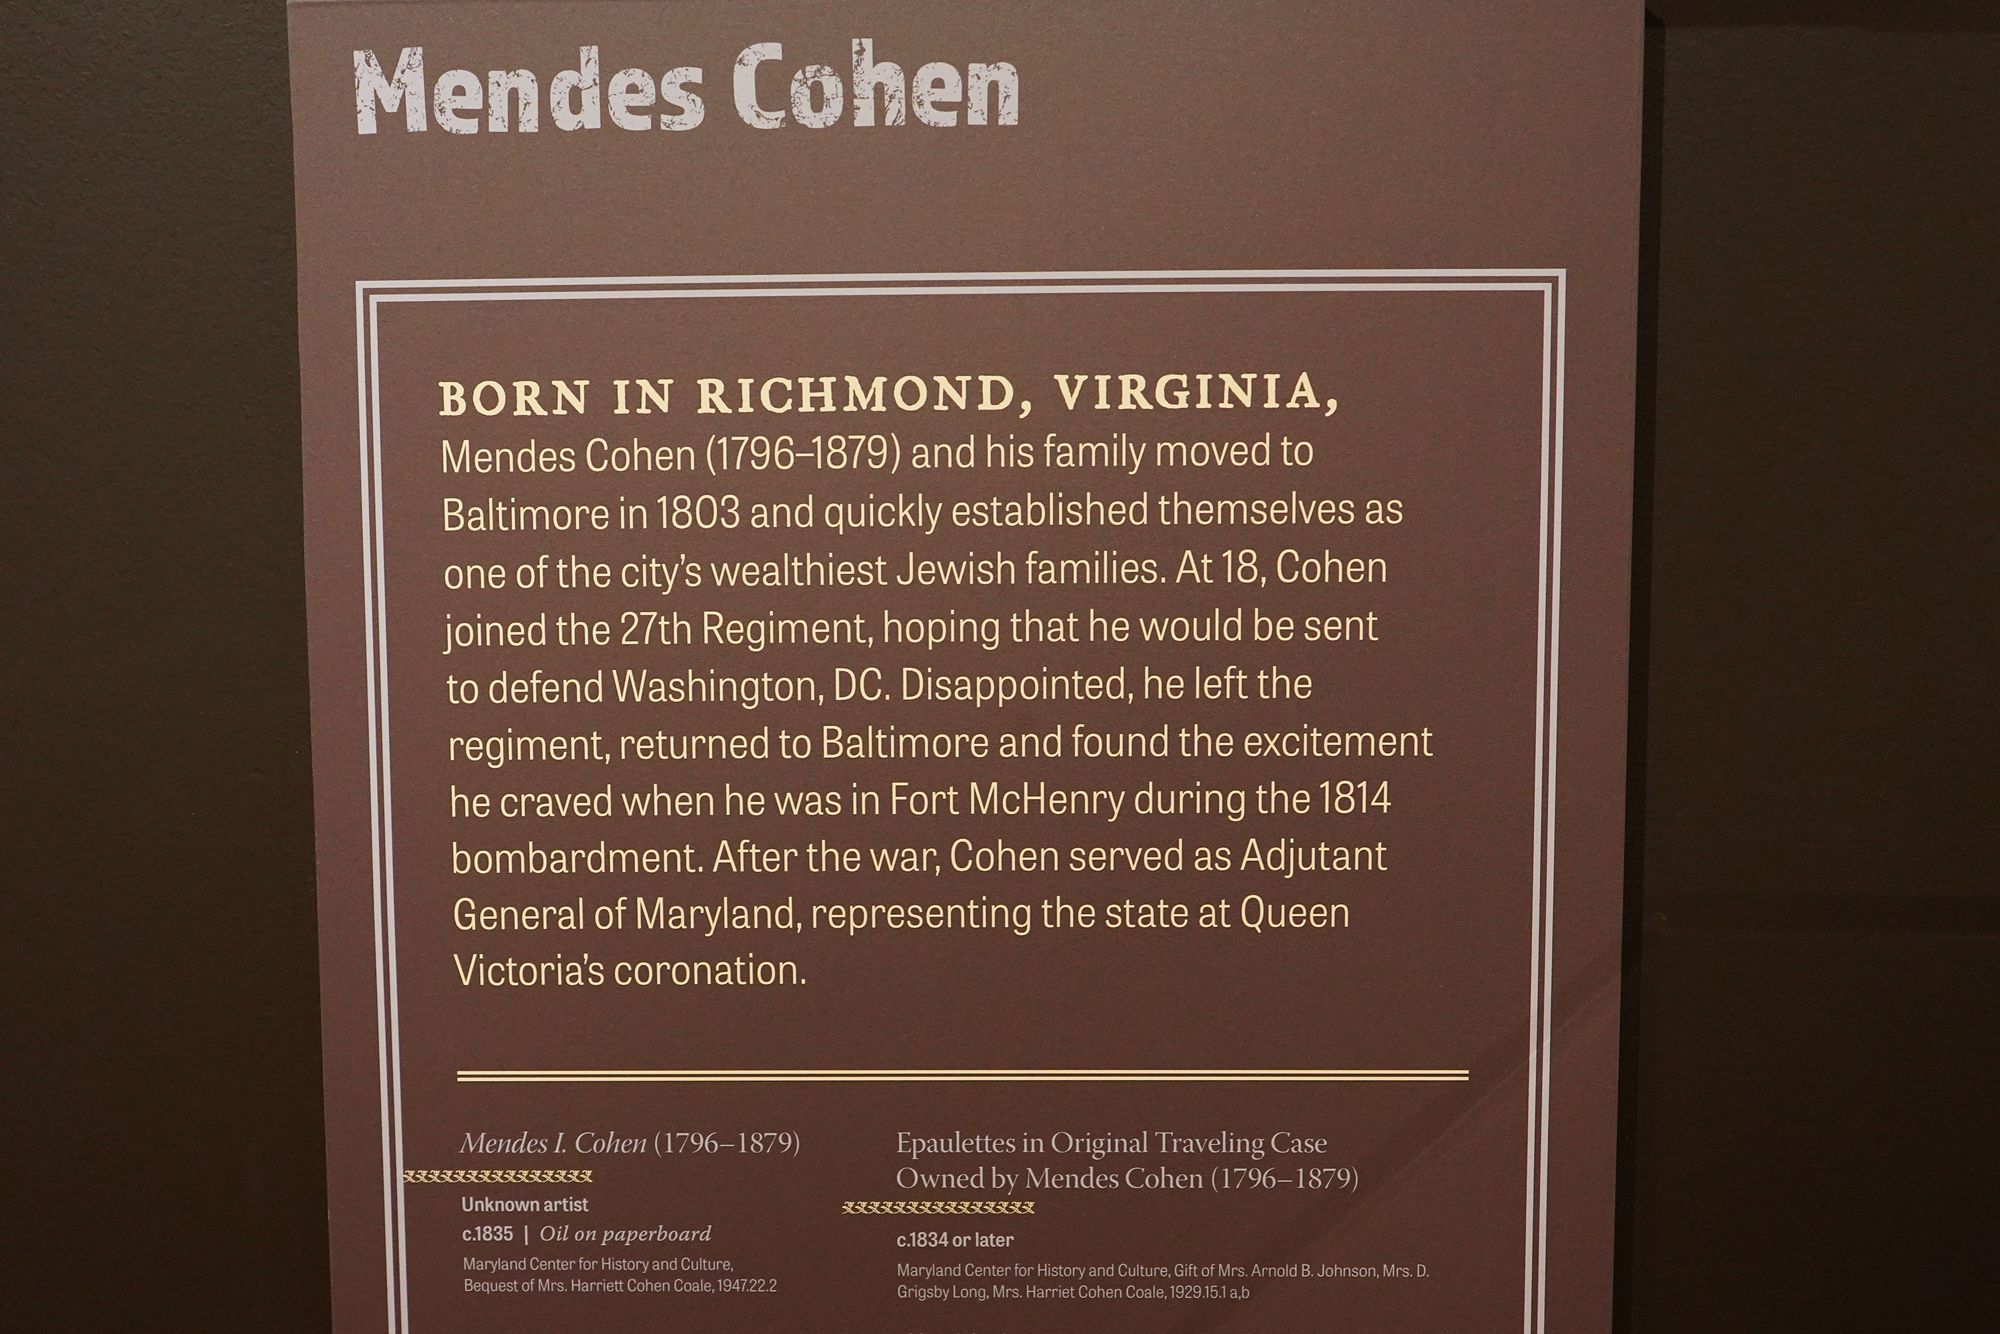 Mendes Cohen
BORN IN RICHMOND, VIRGINIA,
Mendes Cohen (1796–1879) and his family moved to
Baltimore in 1803 and quickly established themselves as
one of the city's wealthiest Jewish families. At 18, Cohen
joined the 27th Regiment, hoping that he would be sent
to defend Washington, DC. Disappointed, he left the
regiment, returned to Baltimore and found the excitement
he craved when he was in Fort McHenry during the 1814
bombardment. After the war, Cohen served as Adjutant
General of Maryland, representing the state at Queen
Victoria's coronation.
Mendes I. Cohen (1796–1879)
Unknown artist
c.1835 | Oil on paperboard
Maryland Center for History and Culture,
Bequest of Mrs. Harriett Cohen Coale, 1947.22.2
Epaulettes in Original Traveling Case
Owned by Mendes Cohen (1796–1879)
c.1834 or later
Maryland Center for History and Culture, Gift of Mrs. Arnold B. Johnson, Mrs. D.
Grigsby Long, Mrs. Harriet Cohen Coale, 1929.15.1 a,b